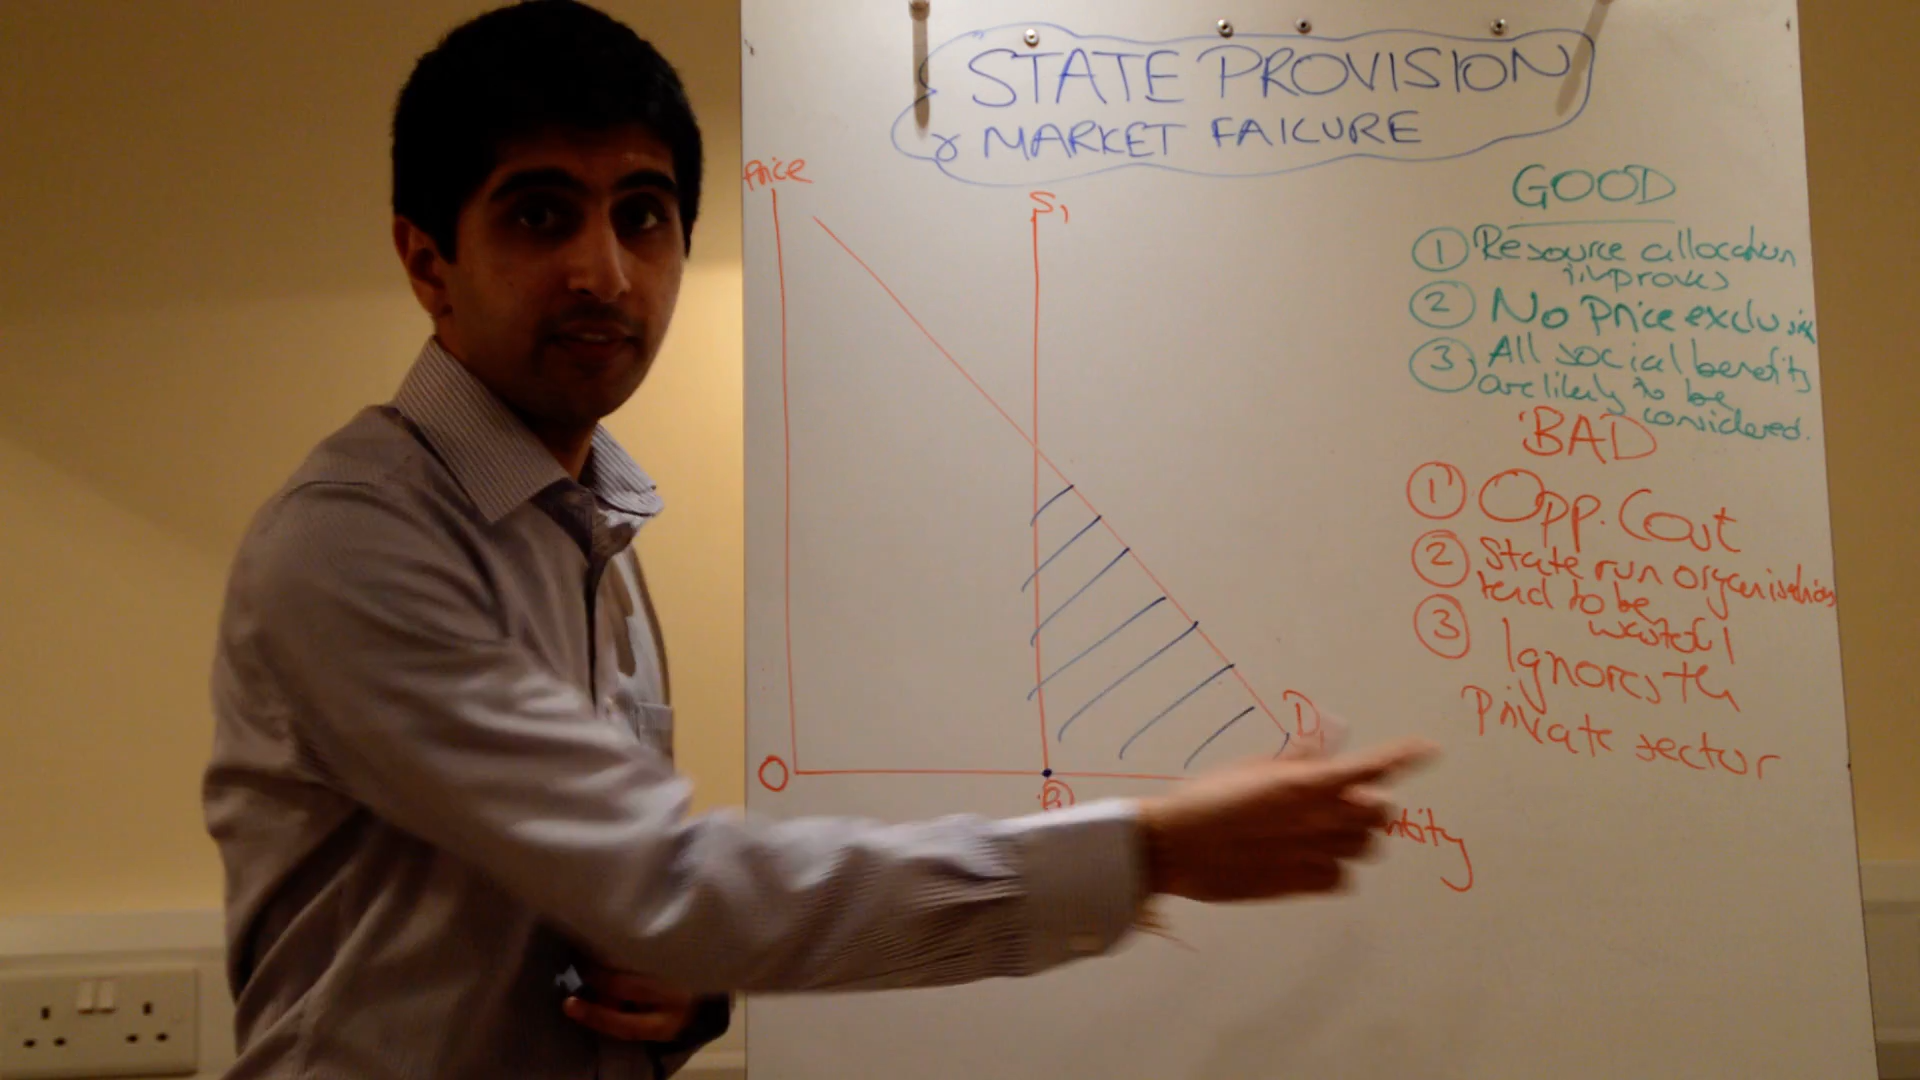 STATE PROVISION
& MARKET FAILURE
Price
S1
GOOD
① Resource allocation
improves
② No Price exclusion
③ All social benefits
are likely to be
considered.
BAD
① Opp. Cost
② State run organisations
tend to be
wasteful
③ Ignores the
Private sector
D1
O